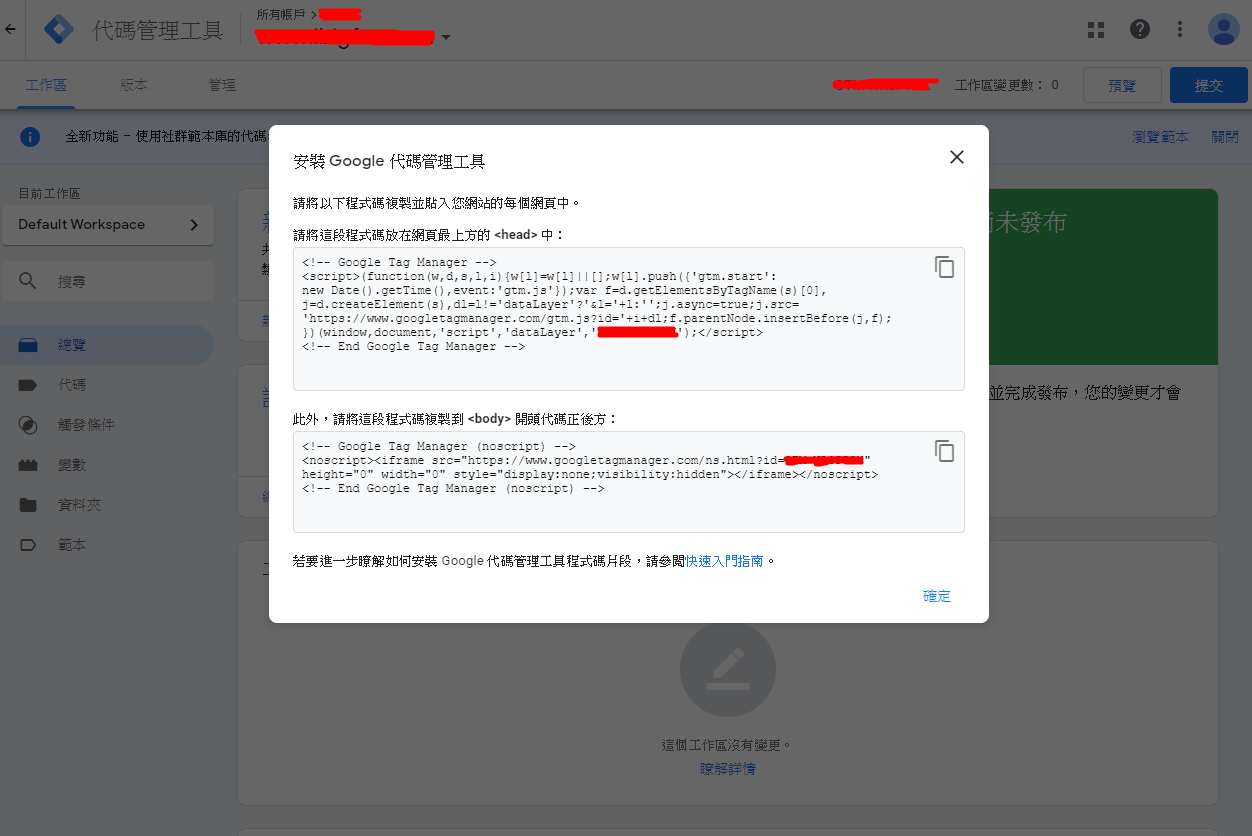 代碼管理工具
所有帳戶 >
工作區
版本
管理
工作區變更數： 0
預覽
提交
全新功能 - 使用社群範本庫的代碼
瀏覽範本
關閉
目前工作區
Default Workspace
搜尋
總覽
代碼
觸發條件
變數
資料夾
範本
未發布
並完成發布，您的變更才會
安裝 Google 代碼管理工具
請將以下程式碼複製並貼入您網站的每個網頁中。
請將這段程式碼放在網頁最上方的 <head> 中：
<!-- Google Tag Manager -->
<script>(function(w,d,s,l,i){w[l]=w[l]||[];w[l].push({'gtm.start':
new Date().getTime(),event:'gtm.js'});var f=d.getElementsByTagName(s)[0],
j=d.createElement(s),dl=l!='dataLayer'?'&l='+l:'';j.async=true;j.src=
'https://www.googletagmanager.com/gtm.js?id='+i+dl;f.parentNode.insertBefore(j,f);
})(window,document,'script','dataLayer',' ');</script>
<!-- End Google Tag Manager -->
此外，請將這段程式碼複製到 <body> 開頭代碼正後方：
<!-- Google Tag Manager (noscript) -->
<noscript><iframe src="https://www.googletagmanager.com/ns.html?id= "
height="0" width="0" style="display:none;visibility:hidden"></iframe></noscript>
<!-- End Google Tag Manager (noscript) -->
若要進一步瞭解如何安裝 Google 代碼管理工具程式碼片段，請參閱快速入門指南。
確定
這個工作區沒有變更。
瞭解詳情